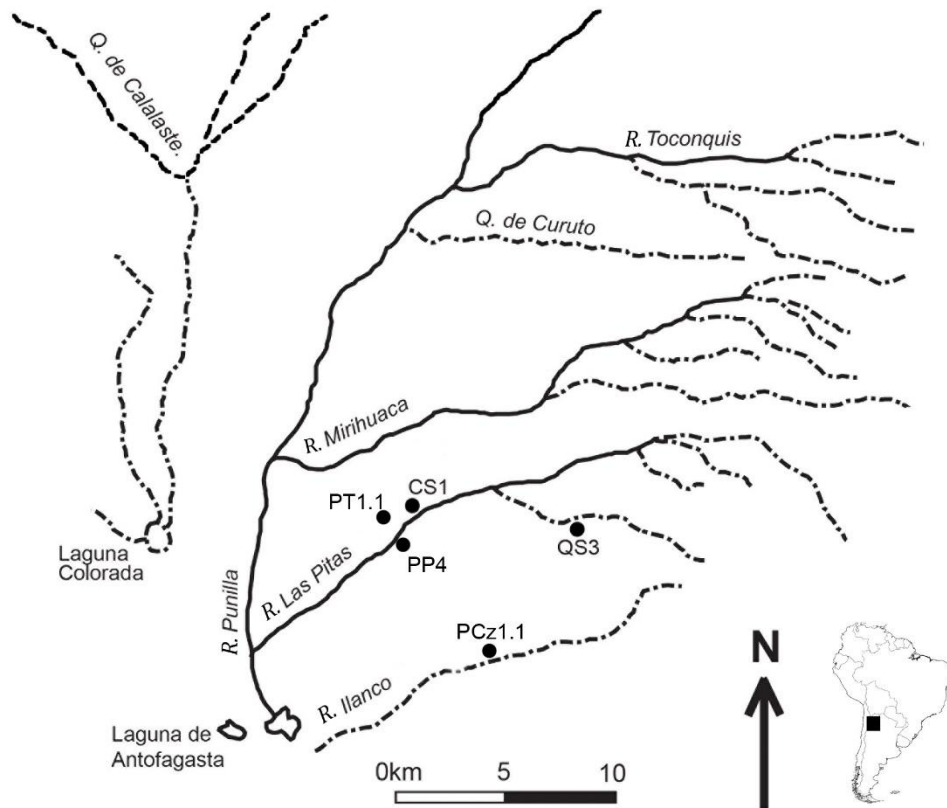 Q. de Calalaste.
R. Toconquis
Q. de Curuto
R. Mirihuaca
CS1
PT1.1
QS3
PP4
Laguna
Colorada
R. Las Pitas
R. Punilla
PCz1.1
N
R. Ilanco
Laguna de
Antofagasta
0km 5 10